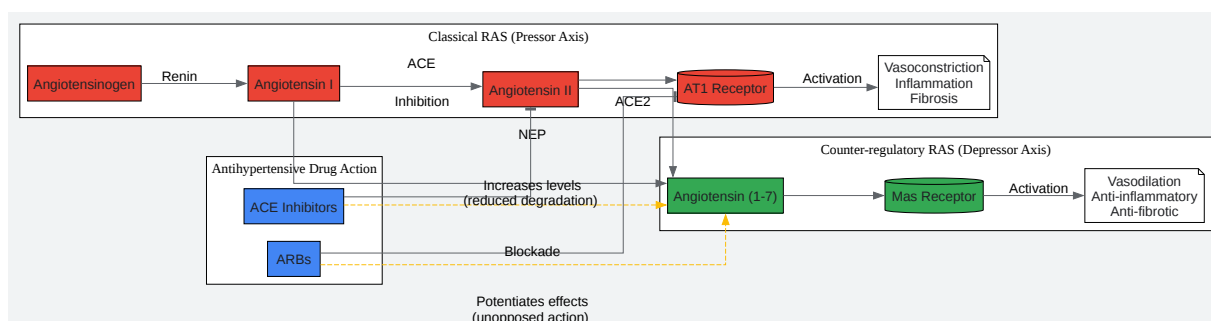 Classical RAS (Pressor Axis)
Angiotensinogen
Renin
Angiotensin I
ACE
Inhibition
Angiotensin II
ACE2
AT1 Receptor
Activation
Vasoconstriction
Inflammation
Fibrosis
NEP
Antihypertensive Drug Action
ACE Inhibitors
ARBs
Increases levels
(reduced degradation)
Blockade
Potentiates effects
(unopposed action)
Counter-regulatory RAS (Depressor Axis)
Angiotensin (1-7)
Mas Receptor
Activation
Vasodilation
Anti-inflammatory
Anti-fibrotic